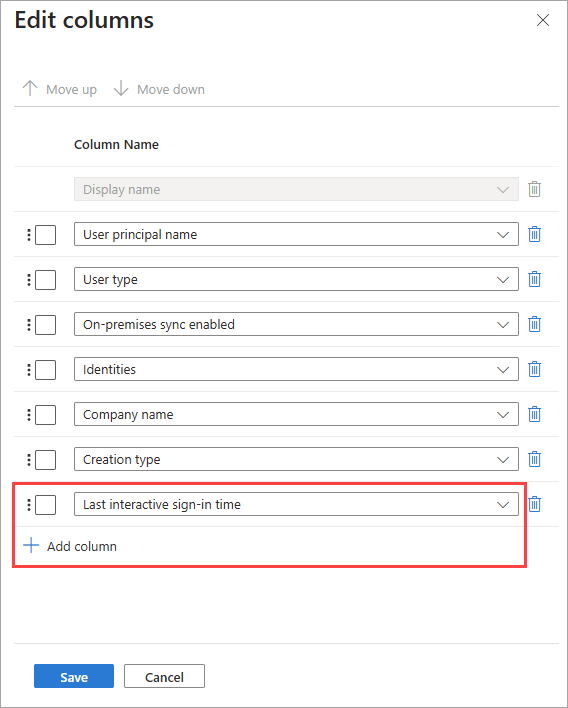 Edit columns
Move up Move down
Column Name
Display name
User principal name
User type
On-premises sync enabled
Identities
Company name
Creation type
Last interactive sign-in time
Add column
Save Cancel